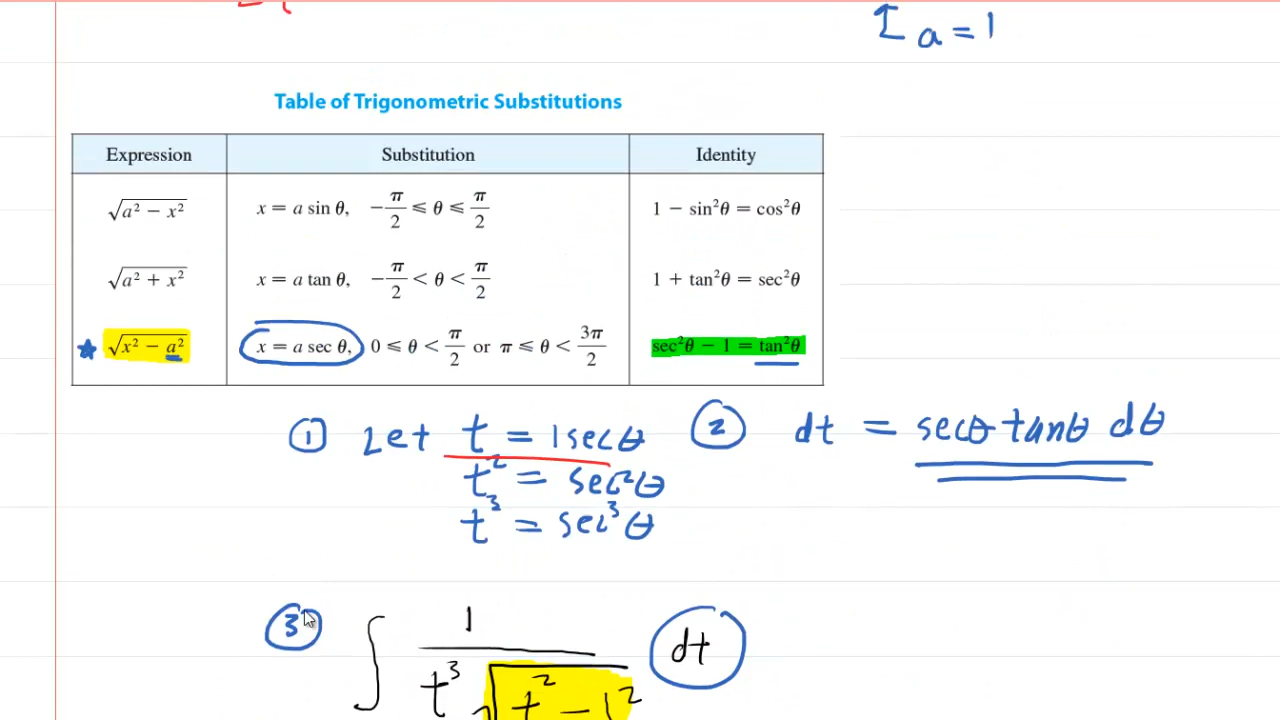 a = 1
Table of Trigonometric Substitutions
Expression Substitution Identity
√a² − x² x = a sin θ, −π/2 ⩽ θ ⩽ π/2 1 − sin²θ = cos²θ
√a² + x² x = a tan θ, −π/2 < θ < π/2 1 + tan²θ = sec²θ
★ √x² − a² x = a sec θ, 0 ⩽ θ < π/2 or π ⩽ θ < 3π/2 sec²θ − 1 = tan²θ
① Let t = 1 secθ ② dt = secθ tanθ dθ
t² = sec²θ
t³ = sec³θ
③ ∫ 1/(t³ √t² − 1²) dt